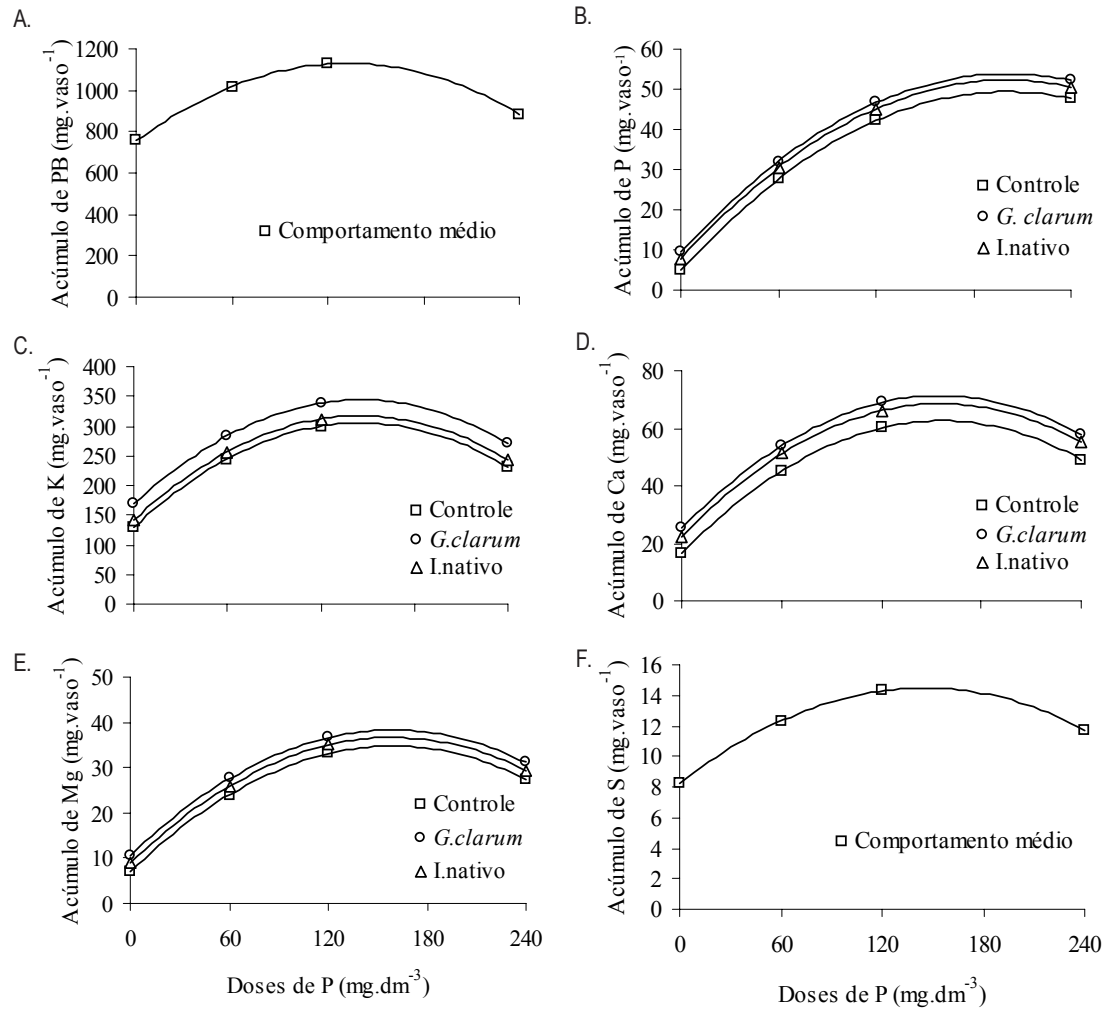 A.
Acúmulo de PB (mg.vaso⁻¹)
1200
1000
800
600
400
200
0
Comportamento médio
B.
Acúmulo de P (mg.vaso⁻¹)
60
50
40
30
20
10
0
Controle
G. clarum
I.nativo
C.
Acúmulo de K (mg.vaso⁻¹)
400
350
300
250
200
150
100
50
0
Controle
G.clarum
I.nativo
D.
Acúmulo de Ca (mg.vaso⁻¹)
80
60
40
20
0
Controle
G.clarum
I.nativo
E.
Acúmulo de Mg (mg.vaso⁻¹)
50
40
30
20
10
0
Controle
G.clarum
I.nativo
0 60 120 180 240
Doses de P (mg.dm⁻³)
F.
Acúmulo de S (mg.vaso⁻¹)
16
14
12
10
8
6
4
2
0
Comportamento médio
0 60 120 180 240
Doses de P (mg.dm⁻³)